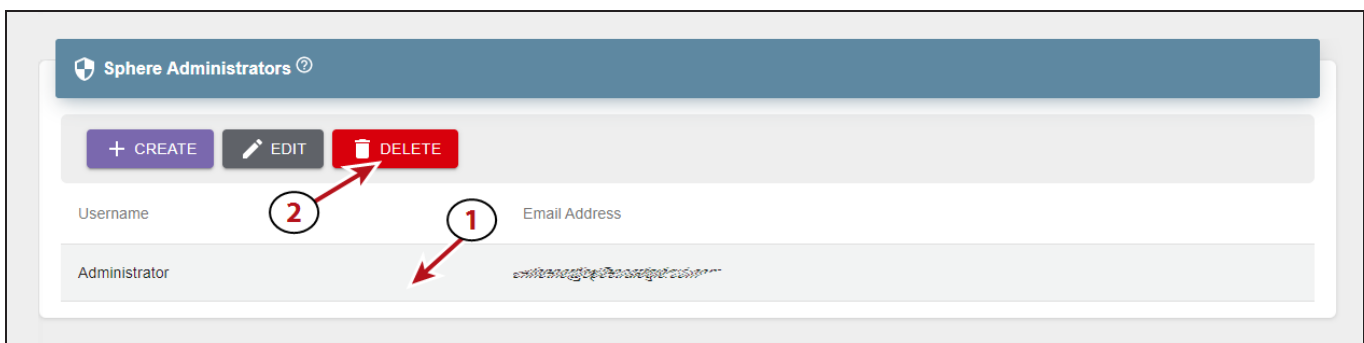 Sphere Administrators
CREATE EDIT DELETE
2
1
Username Email Address
Administrator